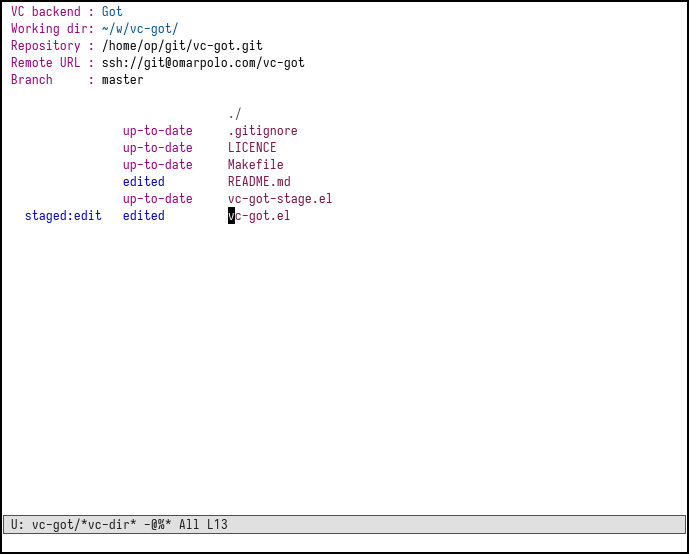 VC backend : Got
Working dir: ~/w/vc-got/
Repository : /home/op/git/vc-got.git
Remote URL : ssh://git@omarpolo.com/vc-got
Branch     : master
./
up-to-date .gitignore
up-to-date LICENCE
up-to-date Makefile
edited README.md
up-to-date vc-got-stage.el
staged:edit edited vc-got.el
U: vc-got/*vc-dir* -@%* All L13